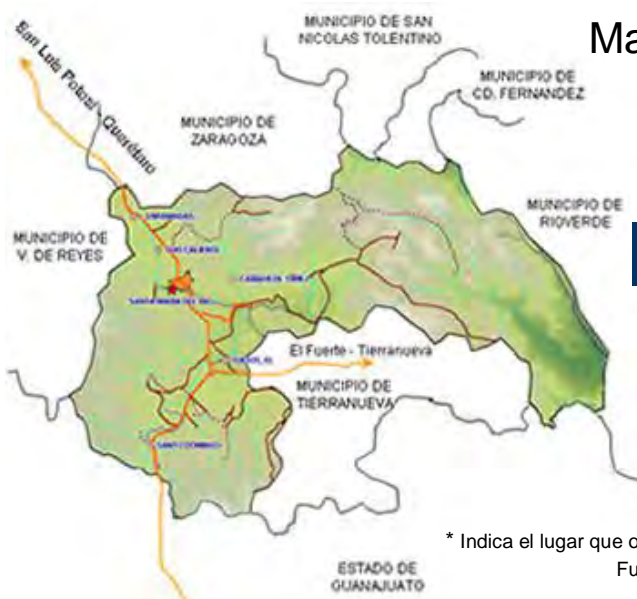 MUNICIPIO DE SAN
NICOLAS TOLENTINO
Ma
MUNICIPIO DE
CD. FERNANDEZ
San Luis Potosí - Querétaro
MUNICIPIO DE
ZARAGOZA
MUNICIPIO DE
RIOVERDE
MUNICIPIO DE
V. DE REYES
El Fuerte - Tierranueva
MUNICIPIO DE
TIERRANUEVA
* Indica el lugar que o
Fu
ESTADO DE
GUANAJUATO